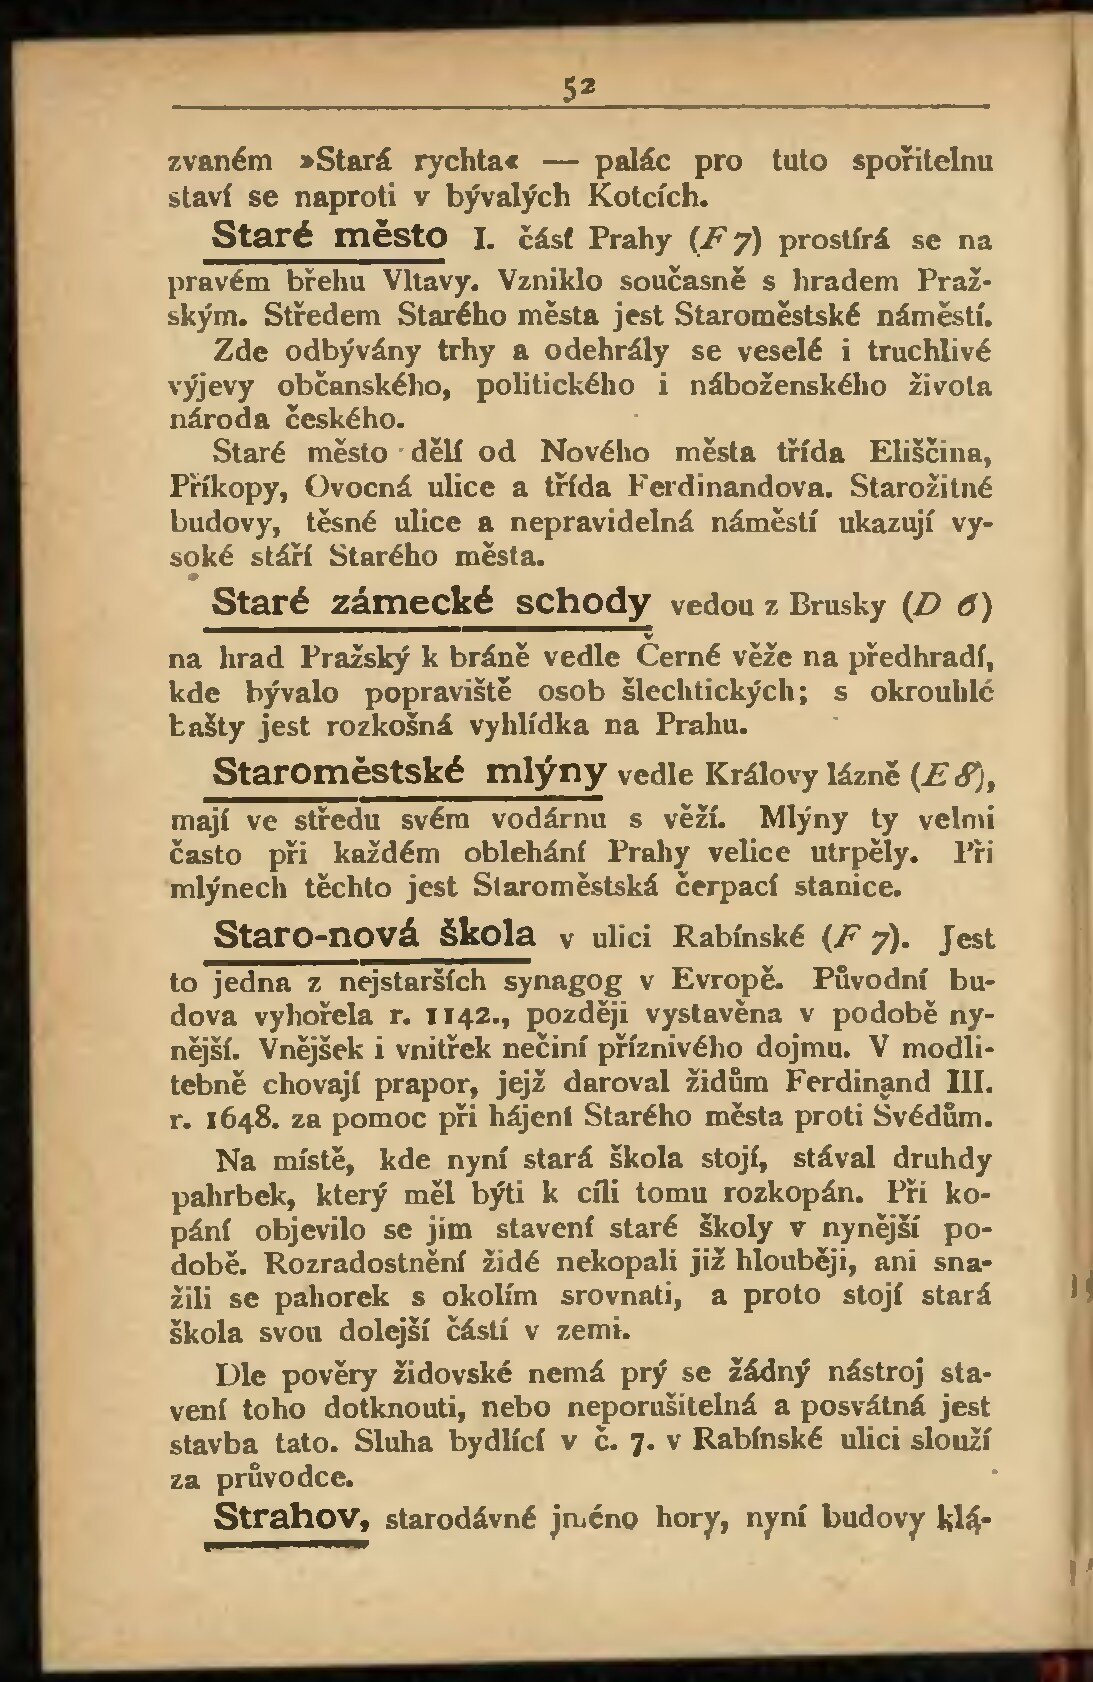 52
zvaném »Stará rychta« — palác pro tuto spořitelnu
staví se naproti v bývalých Kotcích.
Staré město I. část Prahy (F 7) prostírá se na
pravém břehu Vltavy. Vzniklo současně s hradem Praž-
ským. Středem Starého města jest Staroměstské náměstí.
Zde odbývány trhy a odehrály se veselé i truchlivé
výjevy občanského, politického i náboženského života
národa českého.
Staré město dělí od Nového města třída Eliščina,
Příkopy, Ovocná ulice a třída Ferdinandova. Starožitné
budovy, těsné ulice a nepravidelná náměstí ukazují vy-
soké stáří Starého města.
Staré zámecké schody vedou z Brusky (D 6)
na hrad Pražský k bráně vedle Černé věže na předhradí,
kde bývalo popraviště osob šlechtických; s okrouhlé
bašty jest rozkošná vyhlídka na Prahu.
Staroměstské mlýny vedle Královy lázně (E 8),
mají ve středu svém vodárnu s věží. Mlýny ty velmi
často při každém oblehání Prahy velice utrpěly. Při
mlýnech těchto jest Staroměstská čerpací stanice.
Staro-nová škola v ulici Rabínské (F 7). Jest
to jedna z nejstarších synagog v Evropě. Původní bu-
dova vyhořela r. 1142., později vystavěna v podobě ny-
nější. Vnějšek i vnitřek nečiní příznivého dojmu. V modli-
tebně chovají prapor, jejž daroval židům Ferdinand III.
r. 1648. za pomoc při hájení Starého města proti Švédům.
Na místě, kde nyní stará škola stojí, stával druhdy
pahrbek, který měl býti k cíli tomu rozkopán. Při ko-
pání objevilo se jim stavení staré školy v nynější po-
době. Rozradostnění židé nekopali již hlouběji, ani sna-
žili se pahorek s okolím srovnati, a proto stojí stará
škola svou dolejší částí v zemi.
Dle pověry židovské nemá prý se žádný nástroj sta-
vení toho dotknouti, nebo neporušitelná a posvátná jest
stavba tato. Sluha bydlící v č. 7. v Rabínské ulici slouží
za průvodce.
Strahov, starodávné jméno hory, nyní budovy klá-